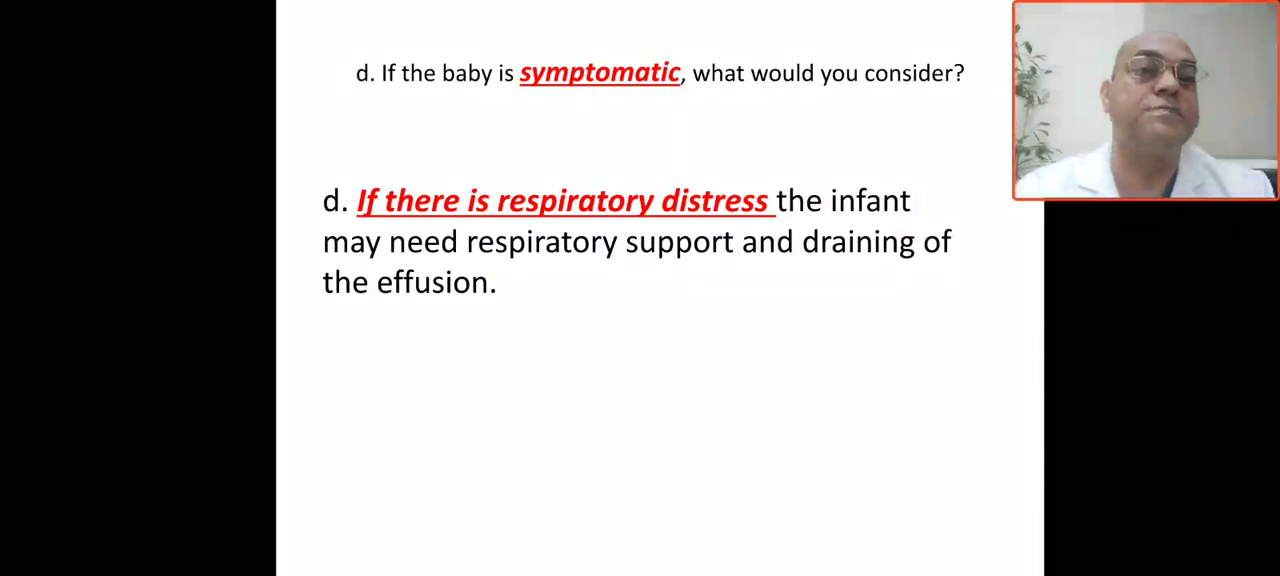 d. If the baby is symptomatic, what would you consider?
d. If there is respiratory distress the infant
may need respiratory support and draining of
the effusion.